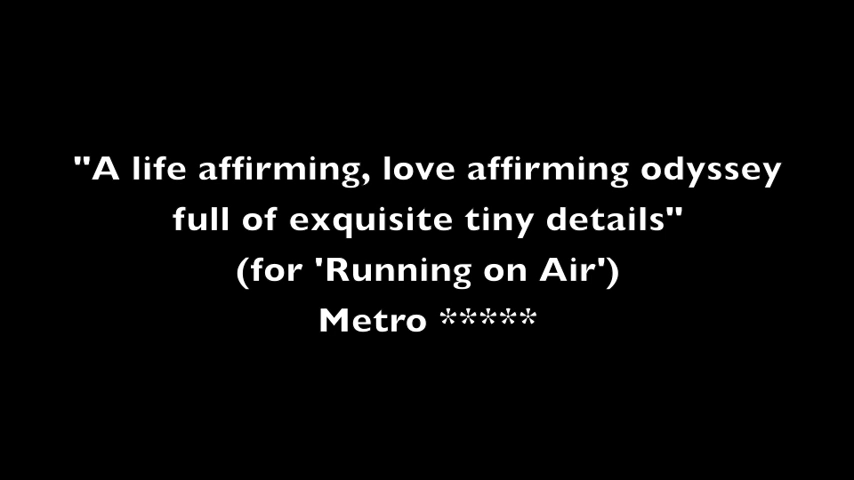 "A life affirming, love affirming odyssey
full of exquisite tiny details"
(for 'Running on Air')
Metro *****